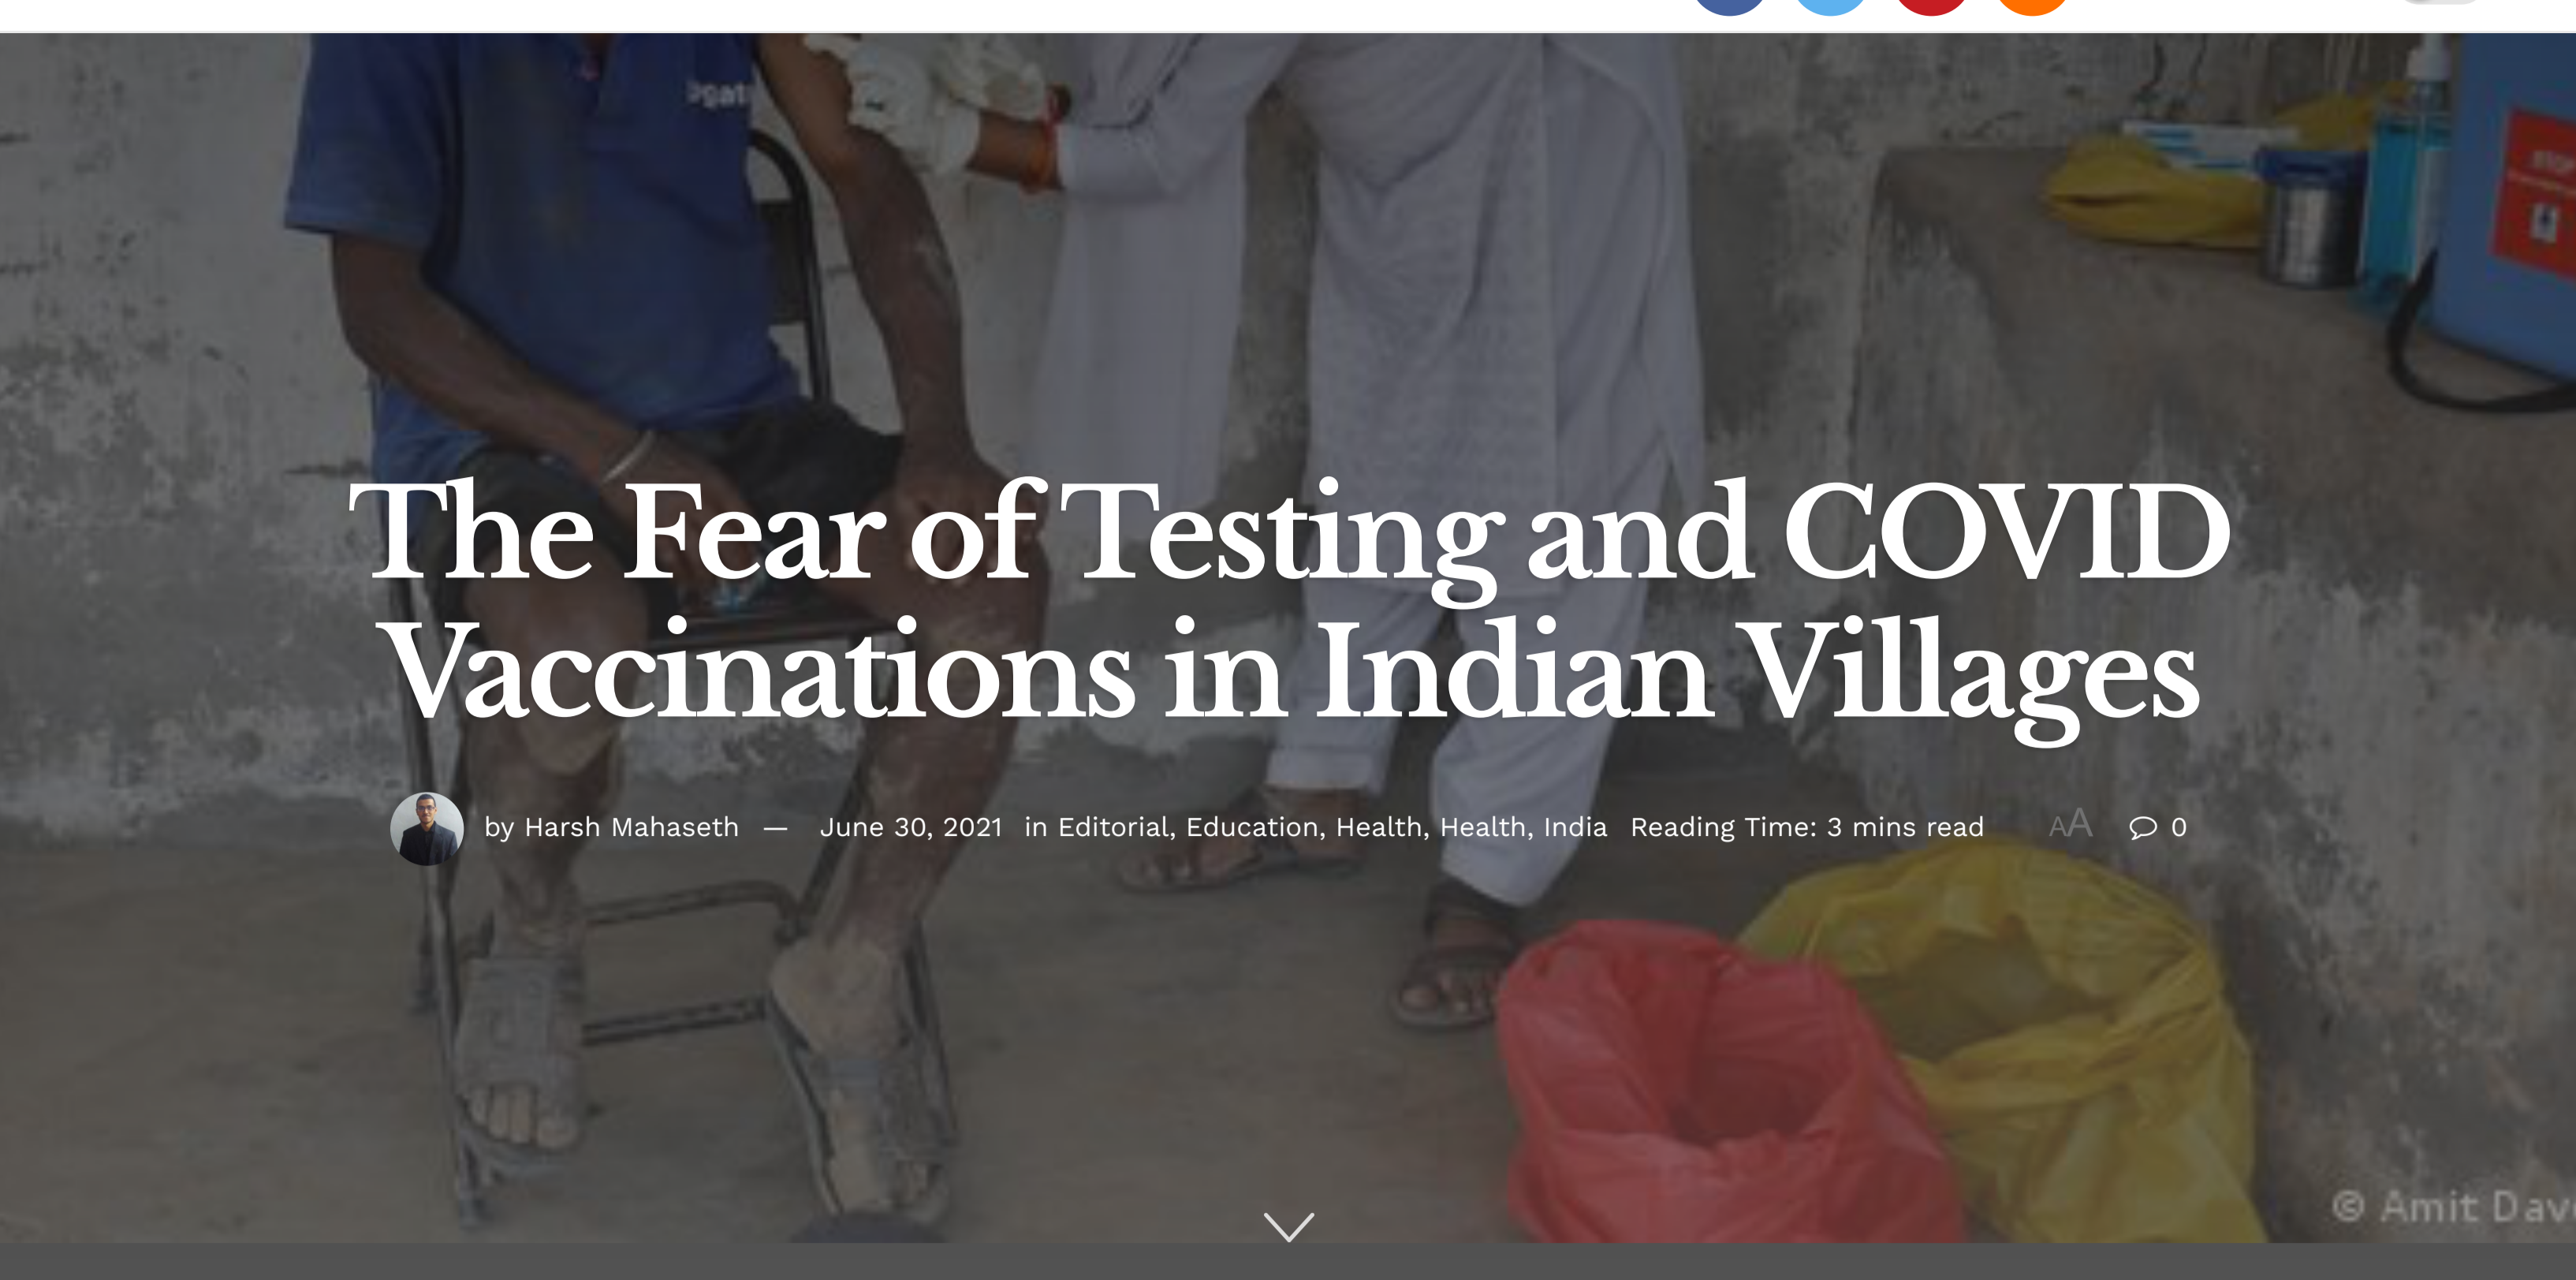 The Fear of Testing and COVID
Vaccinations in Indian Villages
by Harsh Mahaseth — June 30, 2021 in Editorial, Education, Health, Health, India Reading Time: 3 mins read AA 0
© Amit